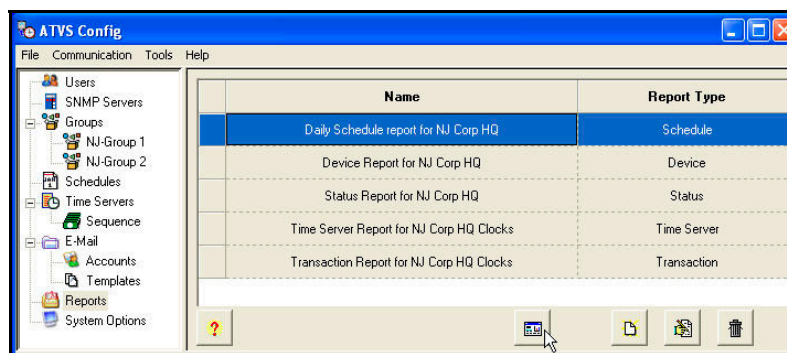 ATVS Config
File Communication Tools Help
Users
SNMP Servers
Groups
NJ-Group 1
NJ-Group 2
Schedules
Time Servers
Sequence
E-Mail
Accounts
Templates
Reports
System Options
Name Report Type
Daily Schedule report for NJ Corp HQ Schedule
Device Report for NJ Corp HQ Device
Status Report for NJ Corp HQ Status
Time Server Report for NJ Corp HQ Clocks Time Server
Transaction Report for NJ Corp HQ Clocks Transaction
?